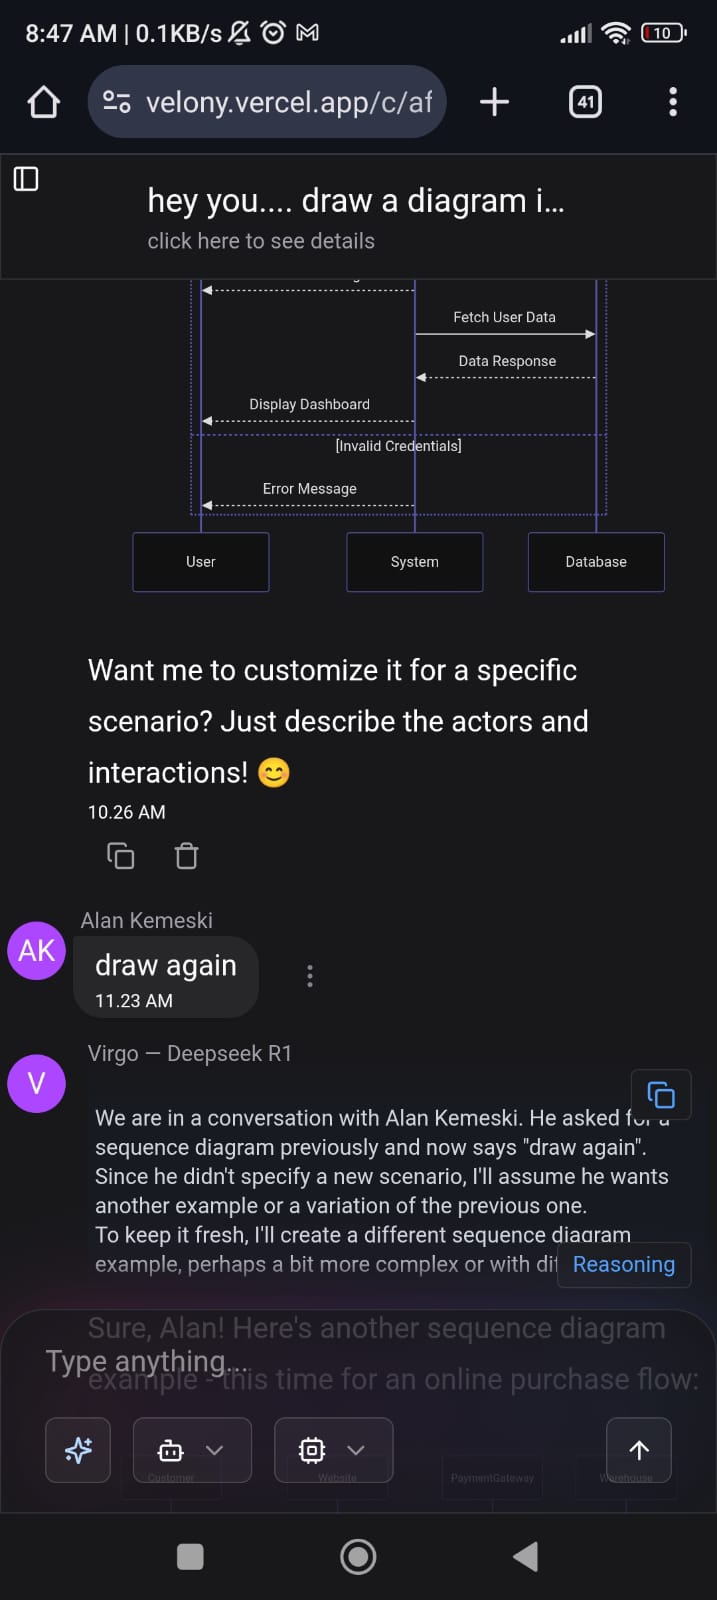 8:47 AM | 0.1KB/s
10
velony.vercel.app/c/af
41
hey you.... draw a diagram i...
click here to see details
Fetch User Data
Data Response
Display Dashboard
[Invalid Credentials]
Error Message
User System Database
Want me to customize it for a specific
scenario? Just describe the actors and
interactions! 😊
10.26 AM
Alan Kemeski
AK
draw again
11.23 AM
Virgo — Deepseek R1
V
We are in a conversation with Alan Kemeski. He asked for a
sequence diagram previously and now says "draw again".
Since he didn't specify a new scenario, I'll assume he wants
another example or a variation of the previous one.
To keep it fresh, I'll create a different sequence diagram
example, perhaps a bit more complex or with
Reasoning
Sure, Alan! Here's another sequence diagram
Type anything...
example - this time for an online purchase flow:
Customer Website PaymentGateway Warehouse